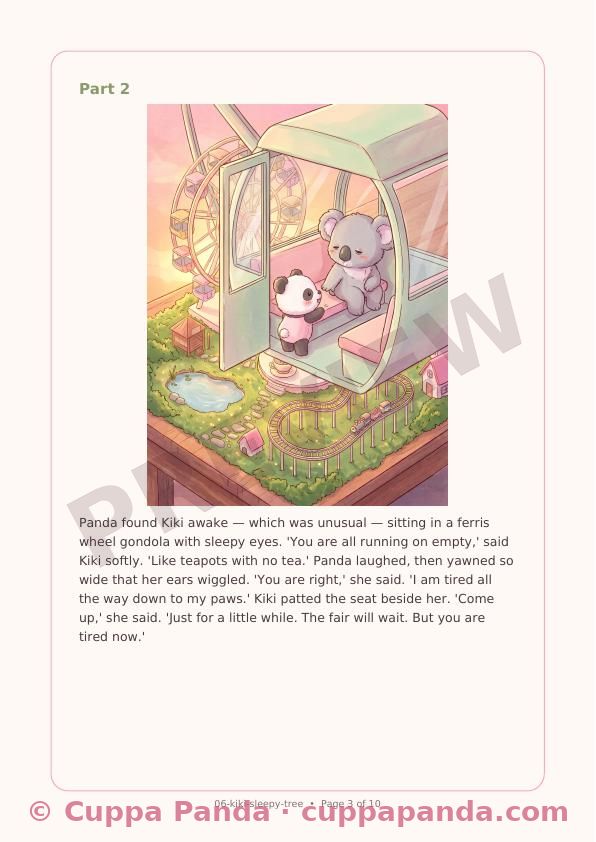 Part 2
PREVIEW
Panda found Kiki awake — which was unusual — sitting in a ferris
wheel gondola with sleepy eyes. 'You are all running on empty,' said
Kiki softly. 'Like teapots with no tea.' Panda laughed, then yawned so
wide that her ears wiggled. 'You are right,' she said. 'I am tired all
the way down to my paws.' Kiki patted the seat beside her. 'Come
up,' she said. 'Just for a little while. The fair will wait. But you are
tired now.'
06-kiki-sleepy-tree • Page 3 of 10
© Cuppa Panda · cuppapanda.com